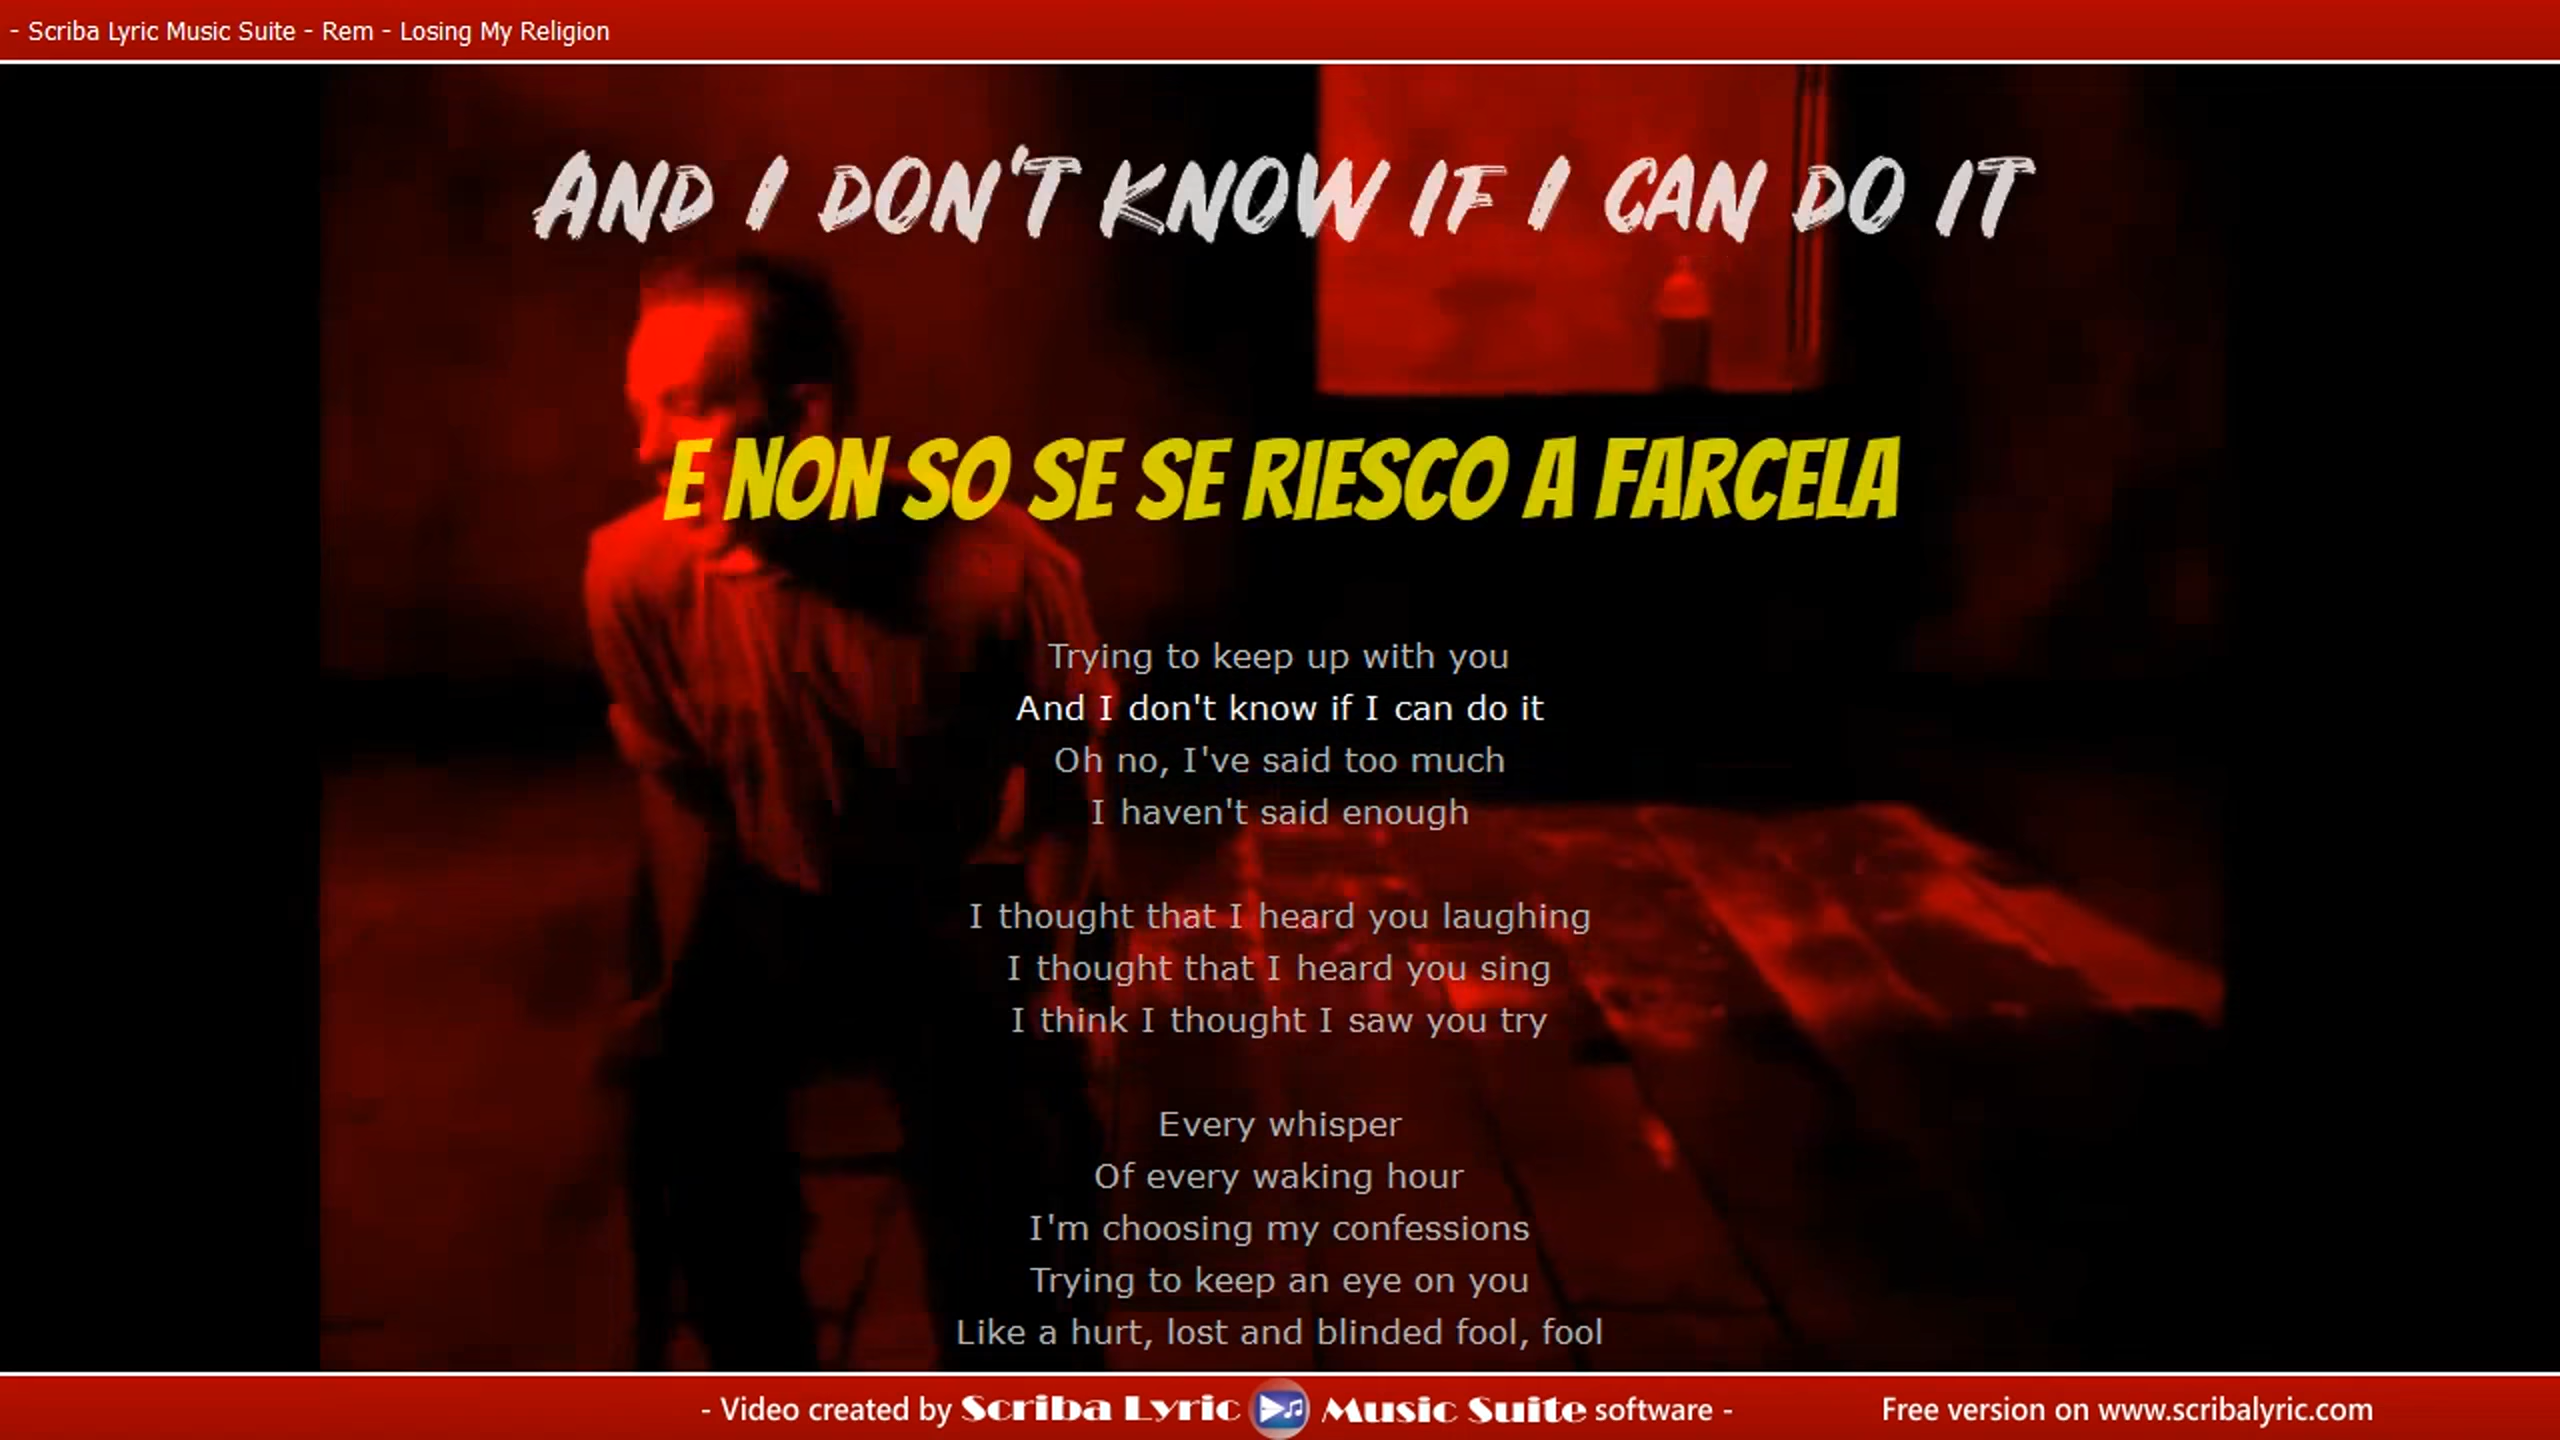 - Scriba Lyric Music Suite - Rem - Losing My Religion
AND I DON'T KNOW IF I CAN DO IT
E NON SO SE SE RIESCO A FARCELA
Trying to keep up with you
And I don't know if I can do it
Oh no, I've said too much
I haven't said enough
I thought that I heard you laughing
I thought that I heard you sing
I think I thought I saw you try
Every whisper
Of every waking hour
I'm choosing my confessions
Trying to keep an eye on you
Like a hurt, lost and blinded fool, fool
- Video created by Scriba Lyric Music Suite software - Free version on www.scribalyric.com